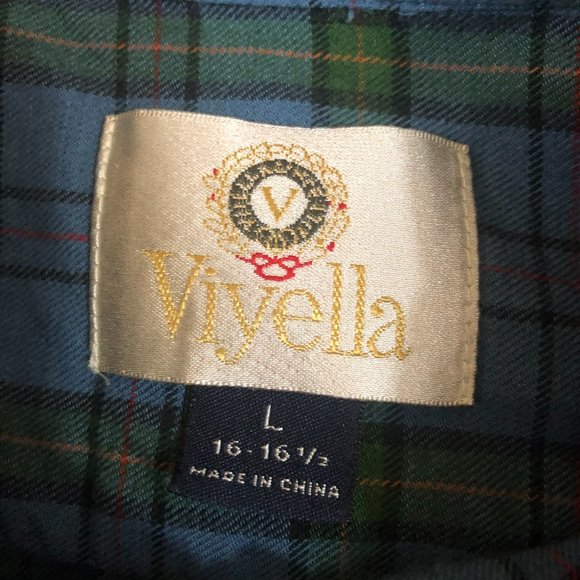 V
Viyella
L
16-16 1/2
MADE IN CHINA